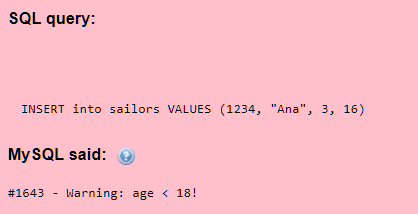 SQL query:
INSERT into sailors VALUES (1234, "Ana", 3, 16)
MySQL said:
#1643 - Warning: age < 18!